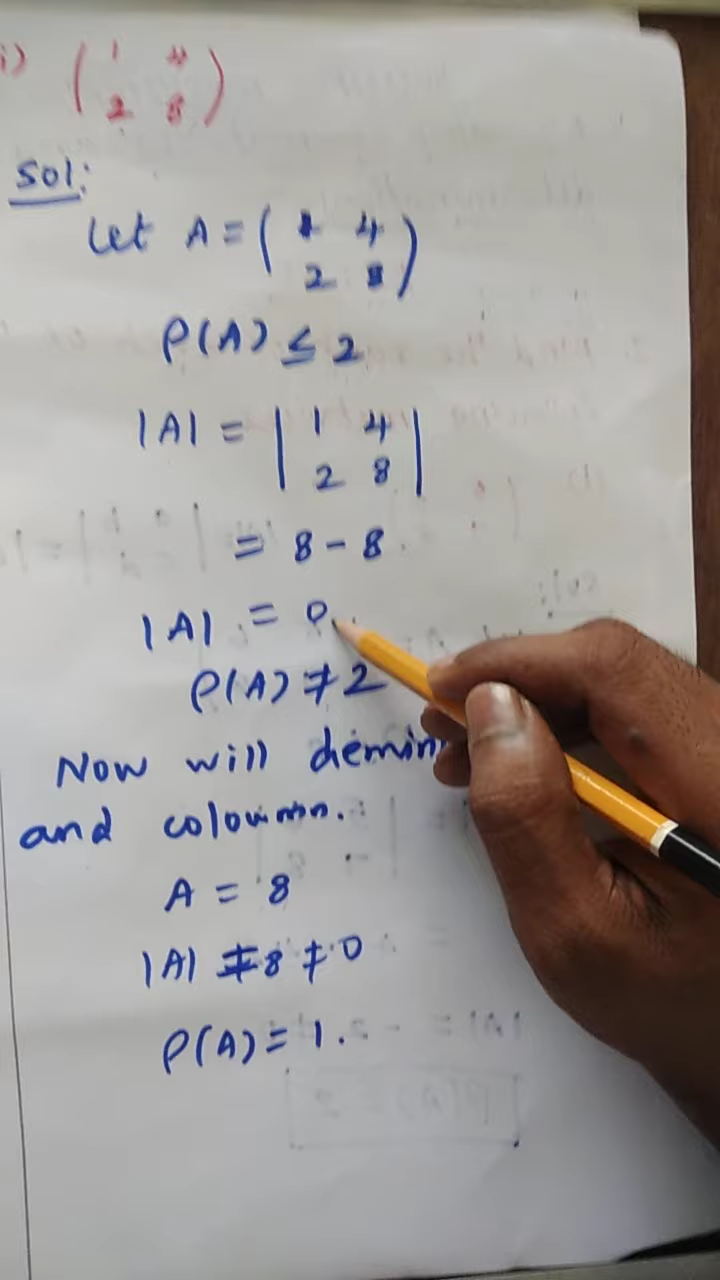 i) ( 1 4
2 8 )
Sol:
Let A = ( 1 4
2 8 )
ρ(A) ≤ 2
|A| = | 1 4
2 8 |
= 8 - 8
|A| = 0.
ρ(A) ≠ 2
Now will
and coloumn.
A = 8
|A| = 8 ≠ 0
ρ(A) = 1.